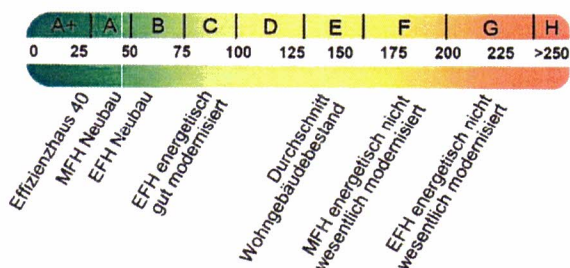 A+ A B C D E F G H
0 25 50 75 100 125 150 175 200 225 >250
Effizienzhaus 40
MFH Neubau
EFH Neubau
EFH energetisch
gut modernisiert
Durchschnitt
Wohngebäudebestand
MFH energetisch nicht
wesentlich modernisiert
EFH energetisch nicht
wesentlich modernisiert